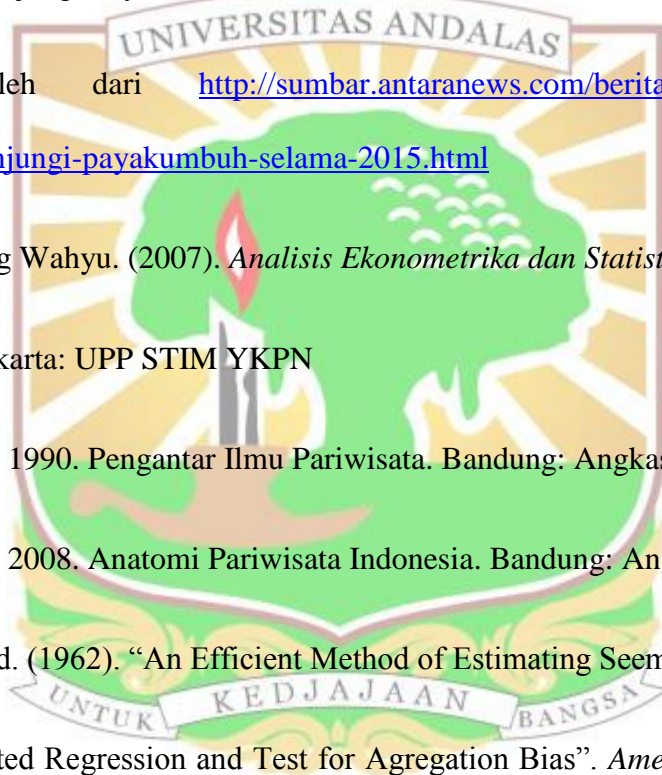 UNIVERSITAS ANDALAS
leh dari http://sumbar.antaranews.com/berita
njungi-payakumbuh-selama-2015.html
g Wahyu. (2007). Analisis Ekonometrika dan Statist
karta: UPP STIM YKPN
1990. Pengantar Ilmu Pariwisata. Bandung: Angkas
2008. Anatomi Pariwisata Indonesia. Bandung: An
d. (1962). “An Efficient Method of Estimating Seem
UNTUK KEDJAJAAN BANGSA
ted Regression and Test for Agregation Bias”. Ame